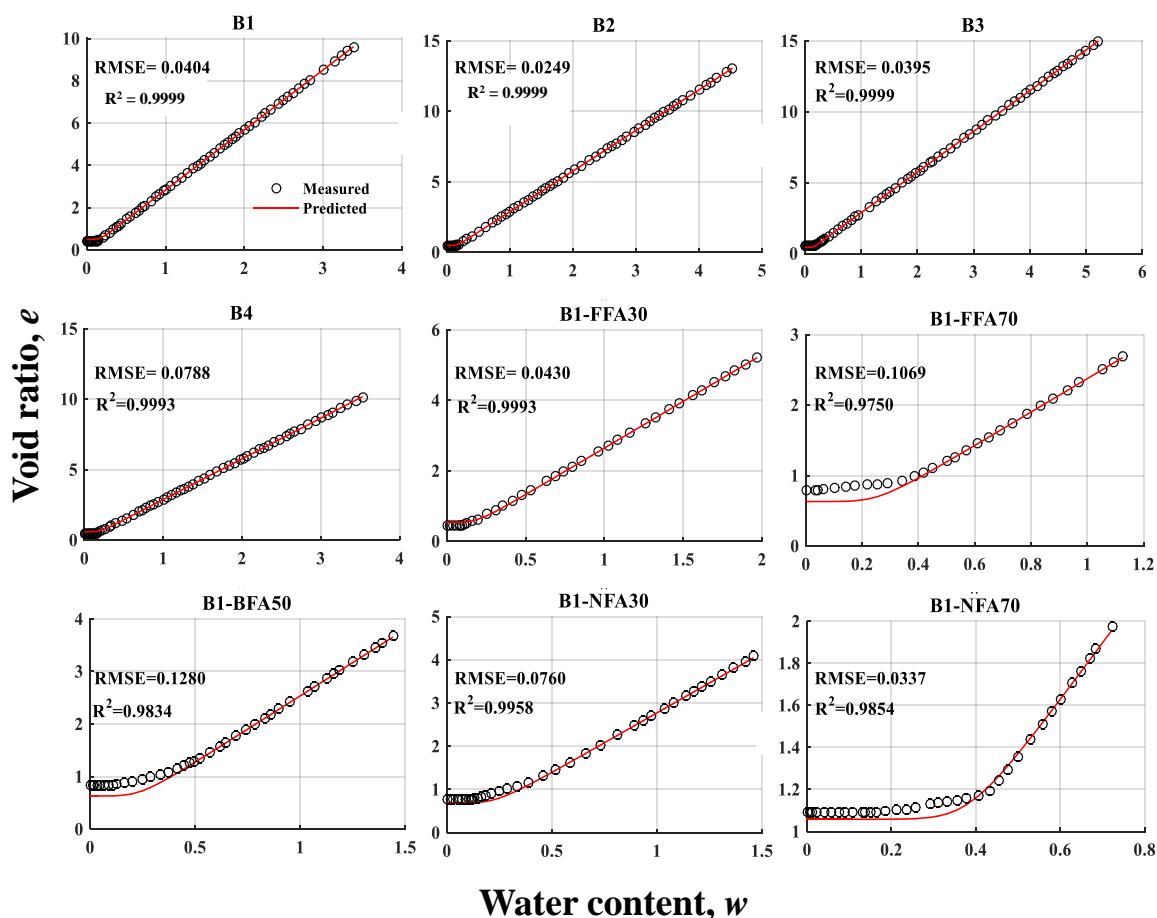 B1
10
8
6
4
2
0
RMSE= 0.0404
R² = 0.9999
Measured
Predicted
0 1 2 3 4
B2
15
10
5
0
RMSE= 0.0249
R² = 0.9999
0 1 2 3 4 5
B3
15
10
5
0
RMSE= 0.0395
R²=0.9999
0 1 2 3 4 5 6
Void ratio, e
B4
15
10
5
0
RMSE= 0.0788
R²=0.9993
0 1 2 3 4
B1-FFA30
6
4
2
0
RMSE= 0.0430
R²=0.9993
0 0.5 1 1.5 2
B1-FFA70
3
2
1
0
RMSE=0.1069
R²=0.9750
0 0.2 0.4 0.6 0.8 1 1.2
B1-BFA50
4
3
2
1
0
RMSE=0.1280
R²=0.9834
0 0.5 1 1.5
B1-NFA30
5
4
3
2
1
0
RMSE=0.0760
R²=0.9958
0 0.5 1 1.5
B1-NFA70
2
1.8
1.6
1.4
1.2
1
RMSE=0.0337
R²=0.9854
0 0.2 0.4 0.6 0.8
Water content, w